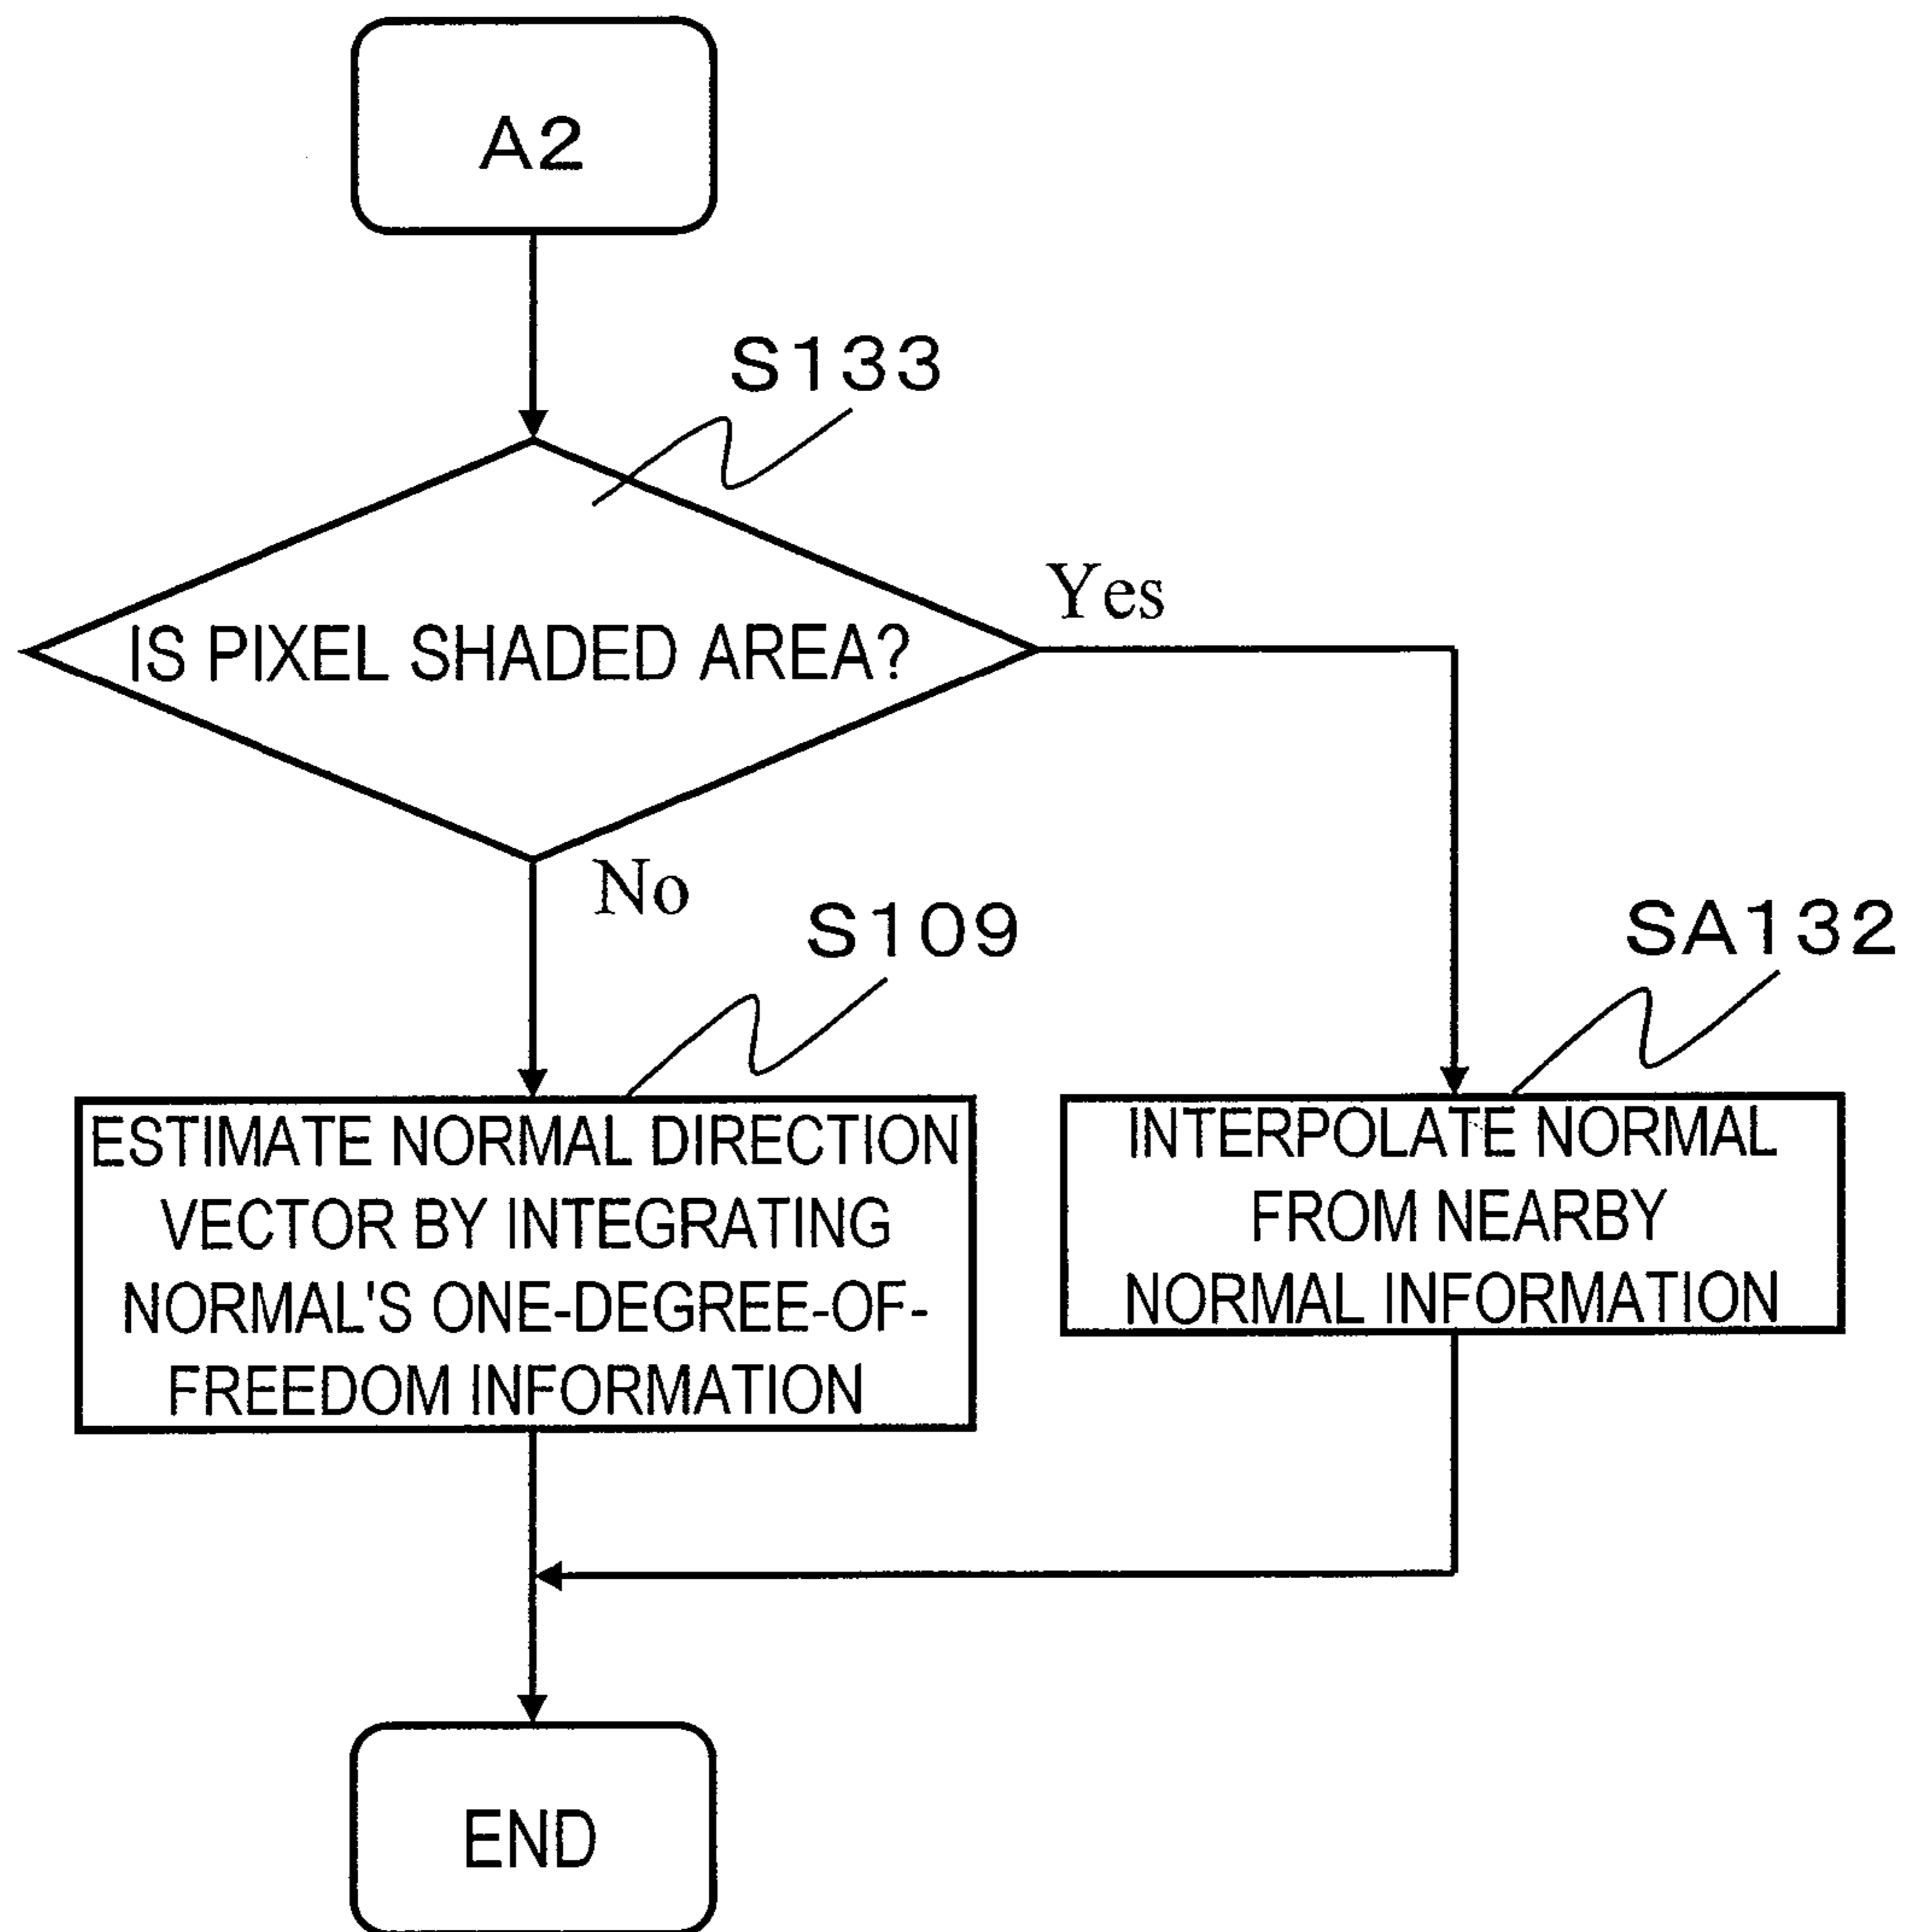 A2
S133
IS PIXEL SHADED AREA?
Yes
No
S109
SA132
ESTIMATE NORMAL DIRECTION
VECTOR BY INTEGRATING
NORMAL'S ONE-DEGREE-OF-
FREEDOM INFORMATION
INTERPOLATE NORMAL
FROM NEARBY
NORMAL INFORMATION
END